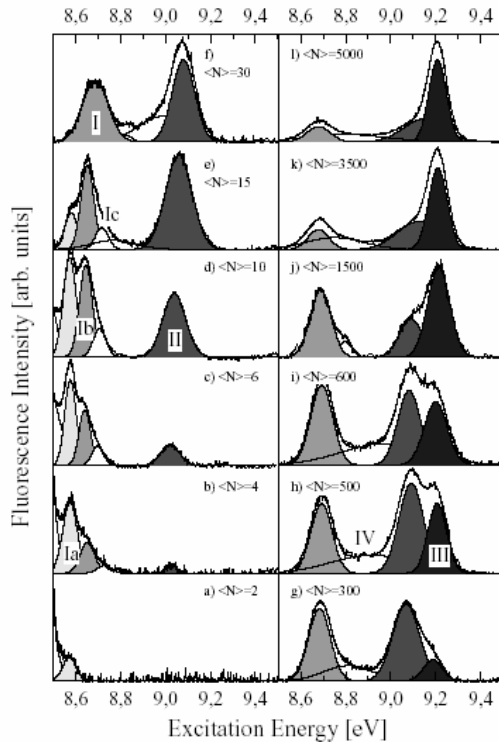 8,6 8,8 9,0 9,2 9,4 8,6 8,8 9,0 9,2 9,4
f)
<N>=30
I
l) <N>=5000
e)
<N>=15
Ic
k) <N>=3500
d) <N>=10
Ib
II
j) <N>=1500
c) <N>=6
i) <N>=600
b) <N>=4
Ia
h) <N>=500
IV
III
a) <N>=2
g) <N>=300
8,6 8,8 9,0 9,2 9,4 8,6 8,8 9,0 9,2 9,4
Fluorescence Intensity [arb. units]
Excitation Energy [eV]